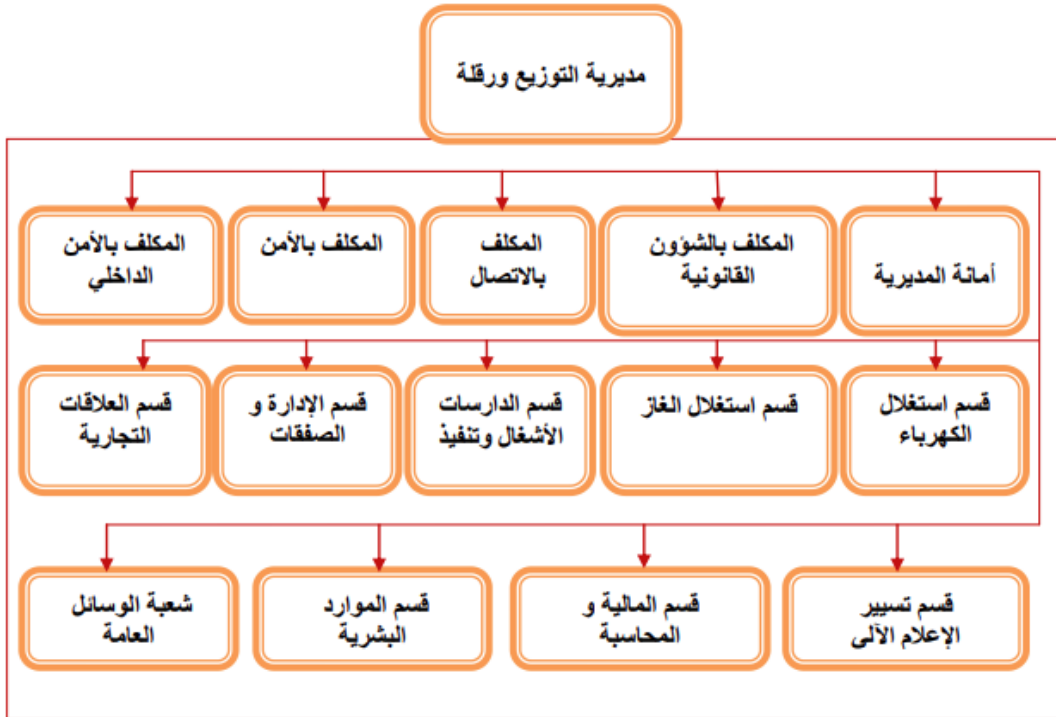 مديرية التوزيع ورقلة
أمانة المديرية
المكلف بالشؤون
القانونية
المكلف
بالاتصال
المكلف بالأمن
المكلف بالأمن
الداخلي
قسم استغلال
الكهرباء
قسم استغلال الغاز
قسم الدارسات
الأشغال وتنفيذ
قسم الإدارة و
الصفقات
قسم العلاقات
التجارية
قسم تسيير
الإعلام الآلى
قسم المالية و
المحاسبة
قسم الموارد
البشرية
شعبة الوسائل
العامة